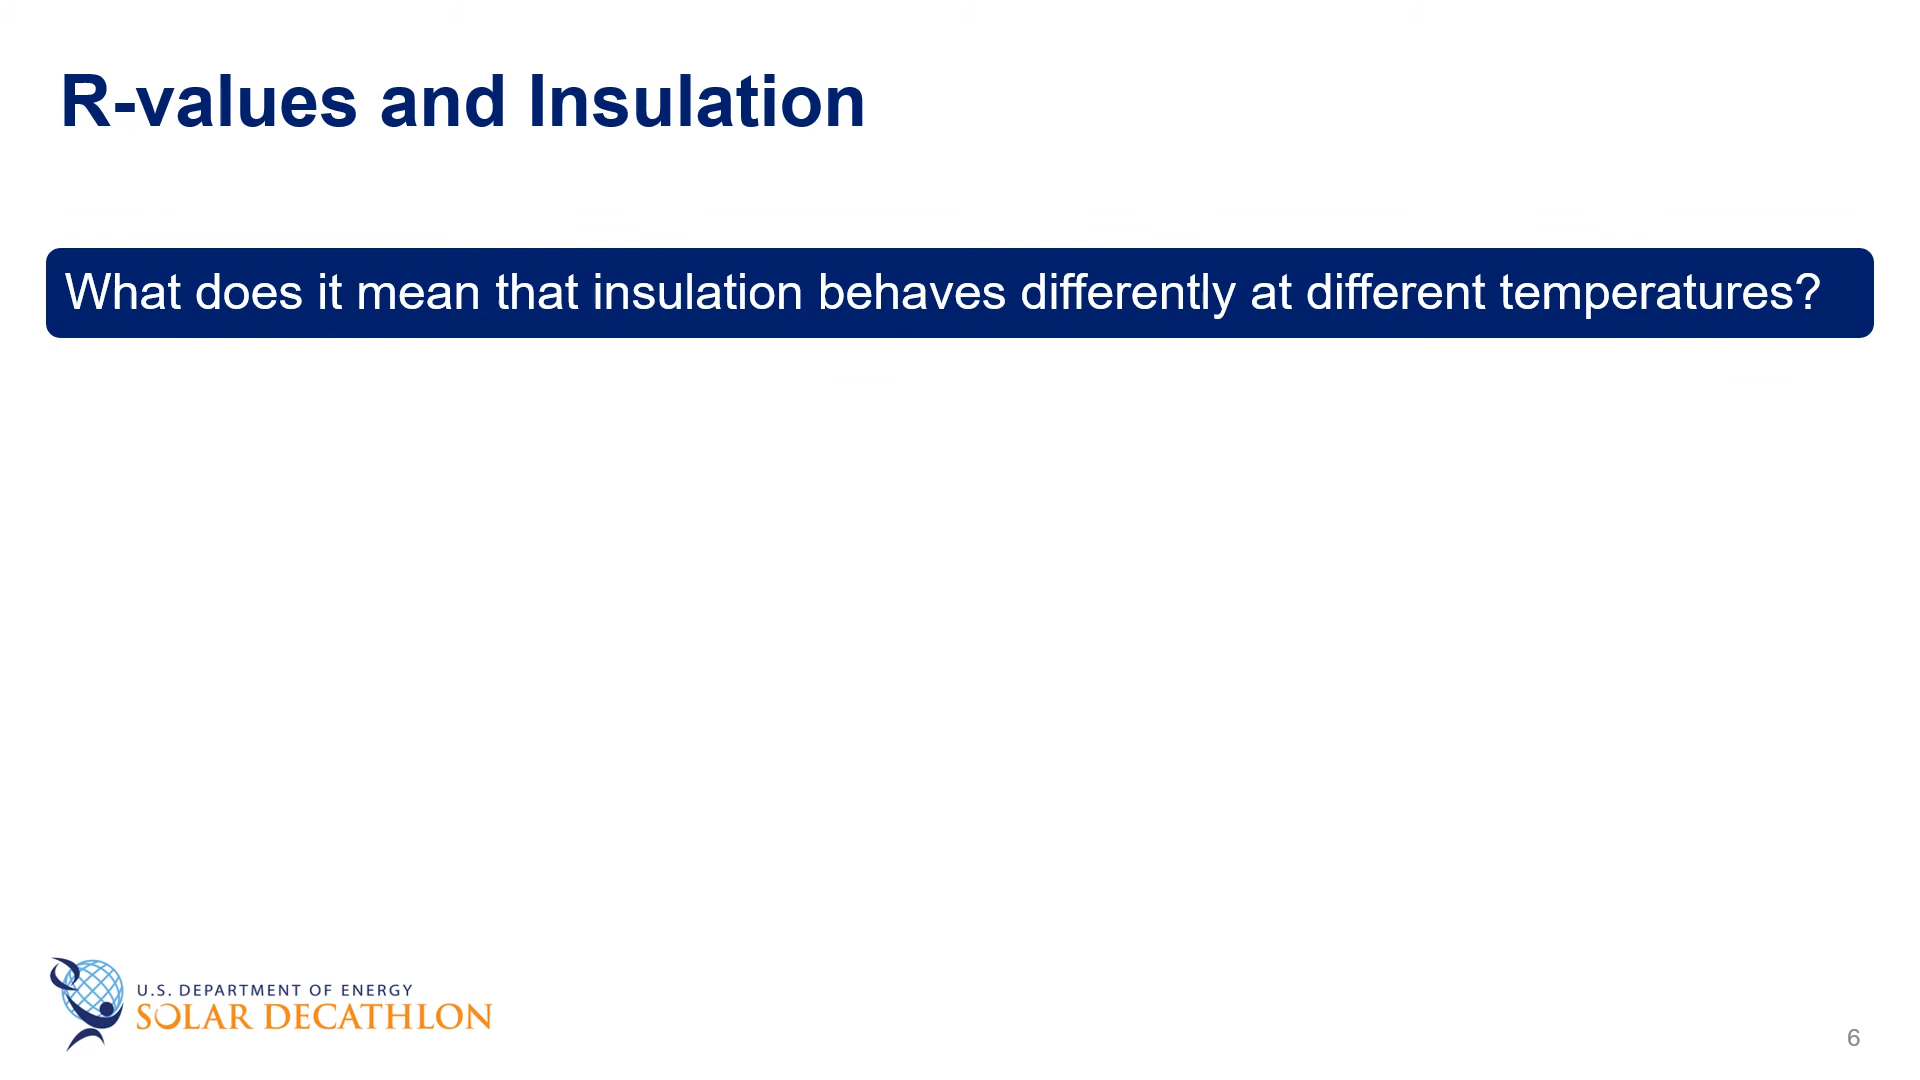 R-values and Insulation
What does it mean that insulation behaves differently at different temperatures?
U.S. DEPARTMENT OF ENERGY
SOLAR DECATHLON
6